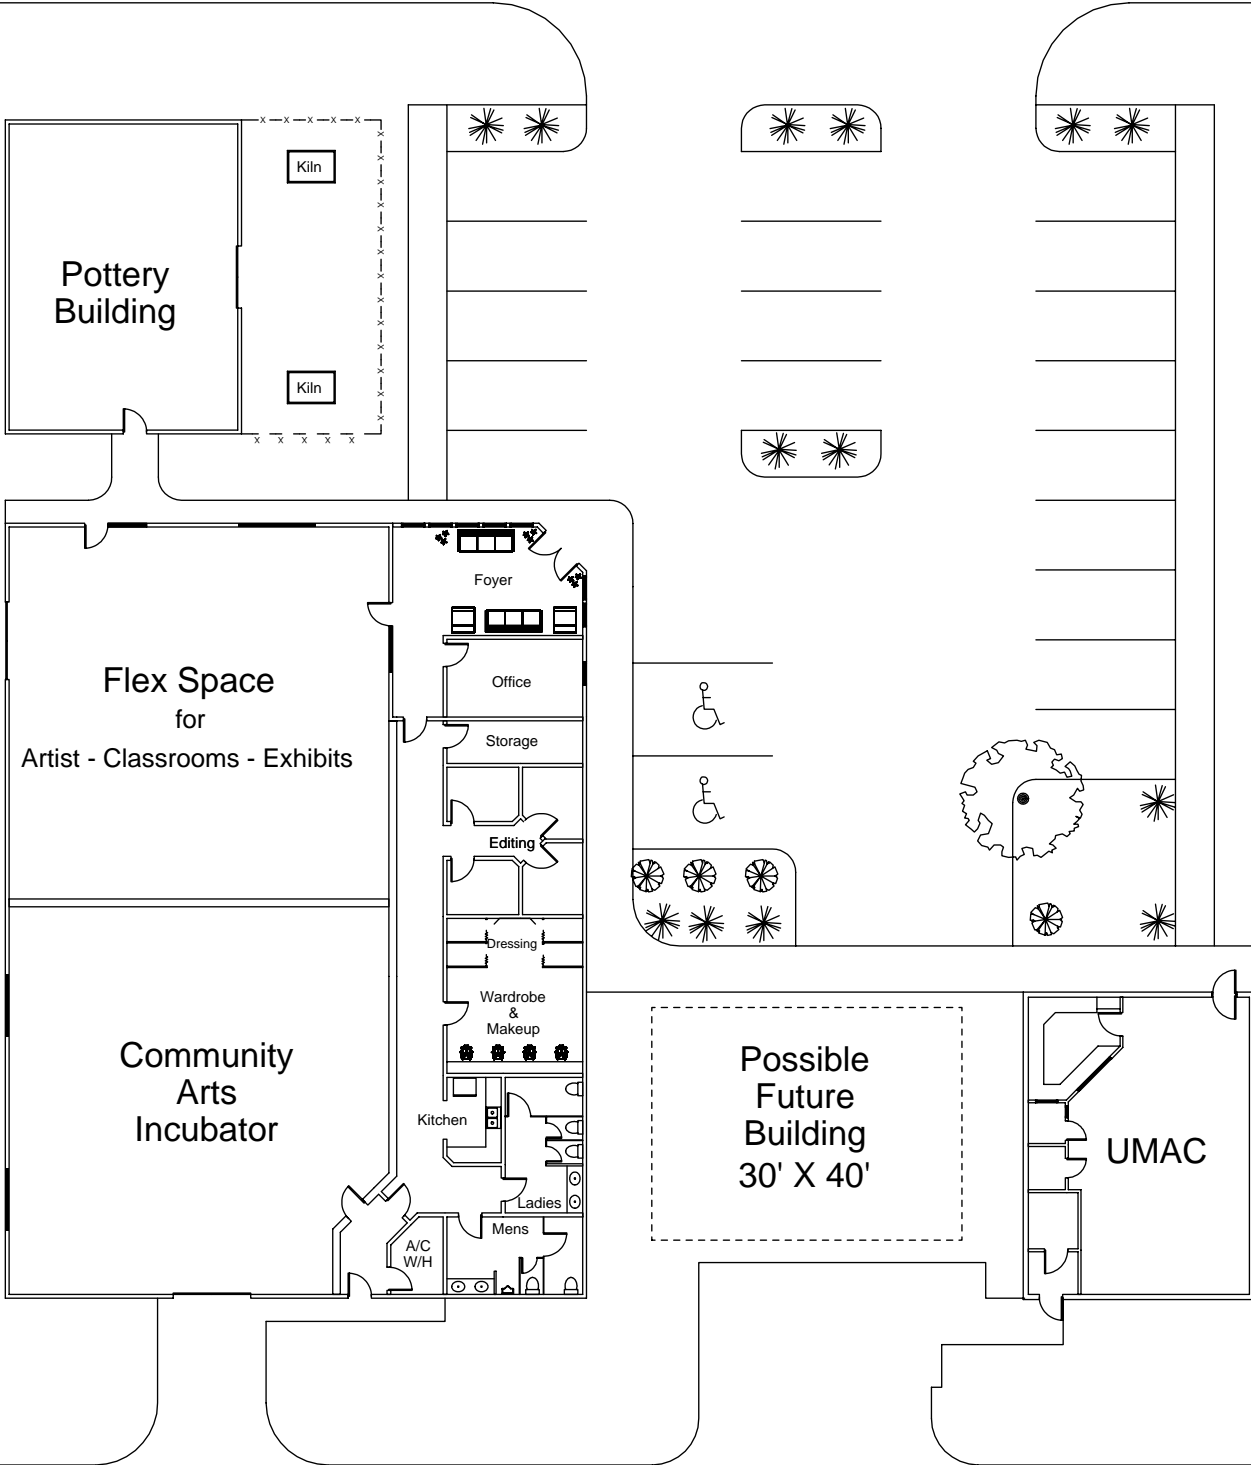 Kiln
Pottery
Building
Kiln
Foyer
Office
Flex Space
for
Artist - Classrooms - Exhibits
Storage
Editing
Dressing
Wardrobe
&
Makeup
Community
Arts
Incubator
Kitchen
Ladies
Mens
A/C
W/H
Possible
Future
Building
30' X 40'
UMAC